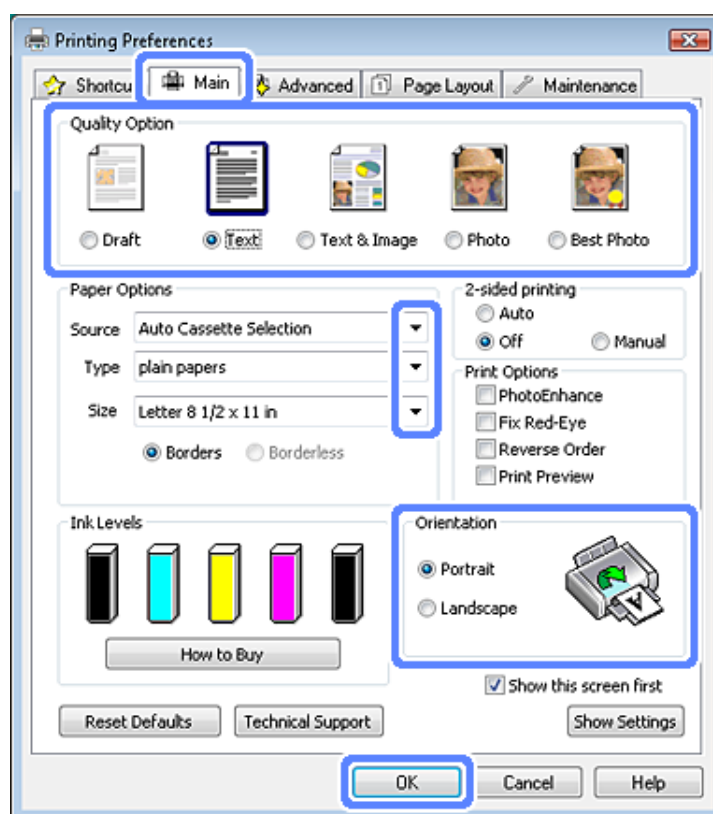 Printing Preferences
Shortcu Main Advanced 1 Page Layout Maintenance
Quality Option
Draft Text Text & Image Photo Best Photo
Paper Options
Source Auto Cassette Selection
Type plain papers
Size Letter 8 1/2 x 11 in
Borders Borderless
2-sided printing
Auto
Off Manual
Print Options
PhotoEnhance
Fix Red-Eye
Reverse Order
Print Preview
Ink Levels
How to Buy
Orientation
Portrait
Landscape
A
Show this screen first
Reset Defaults Technical Support Show Settings
OK Cancel Help